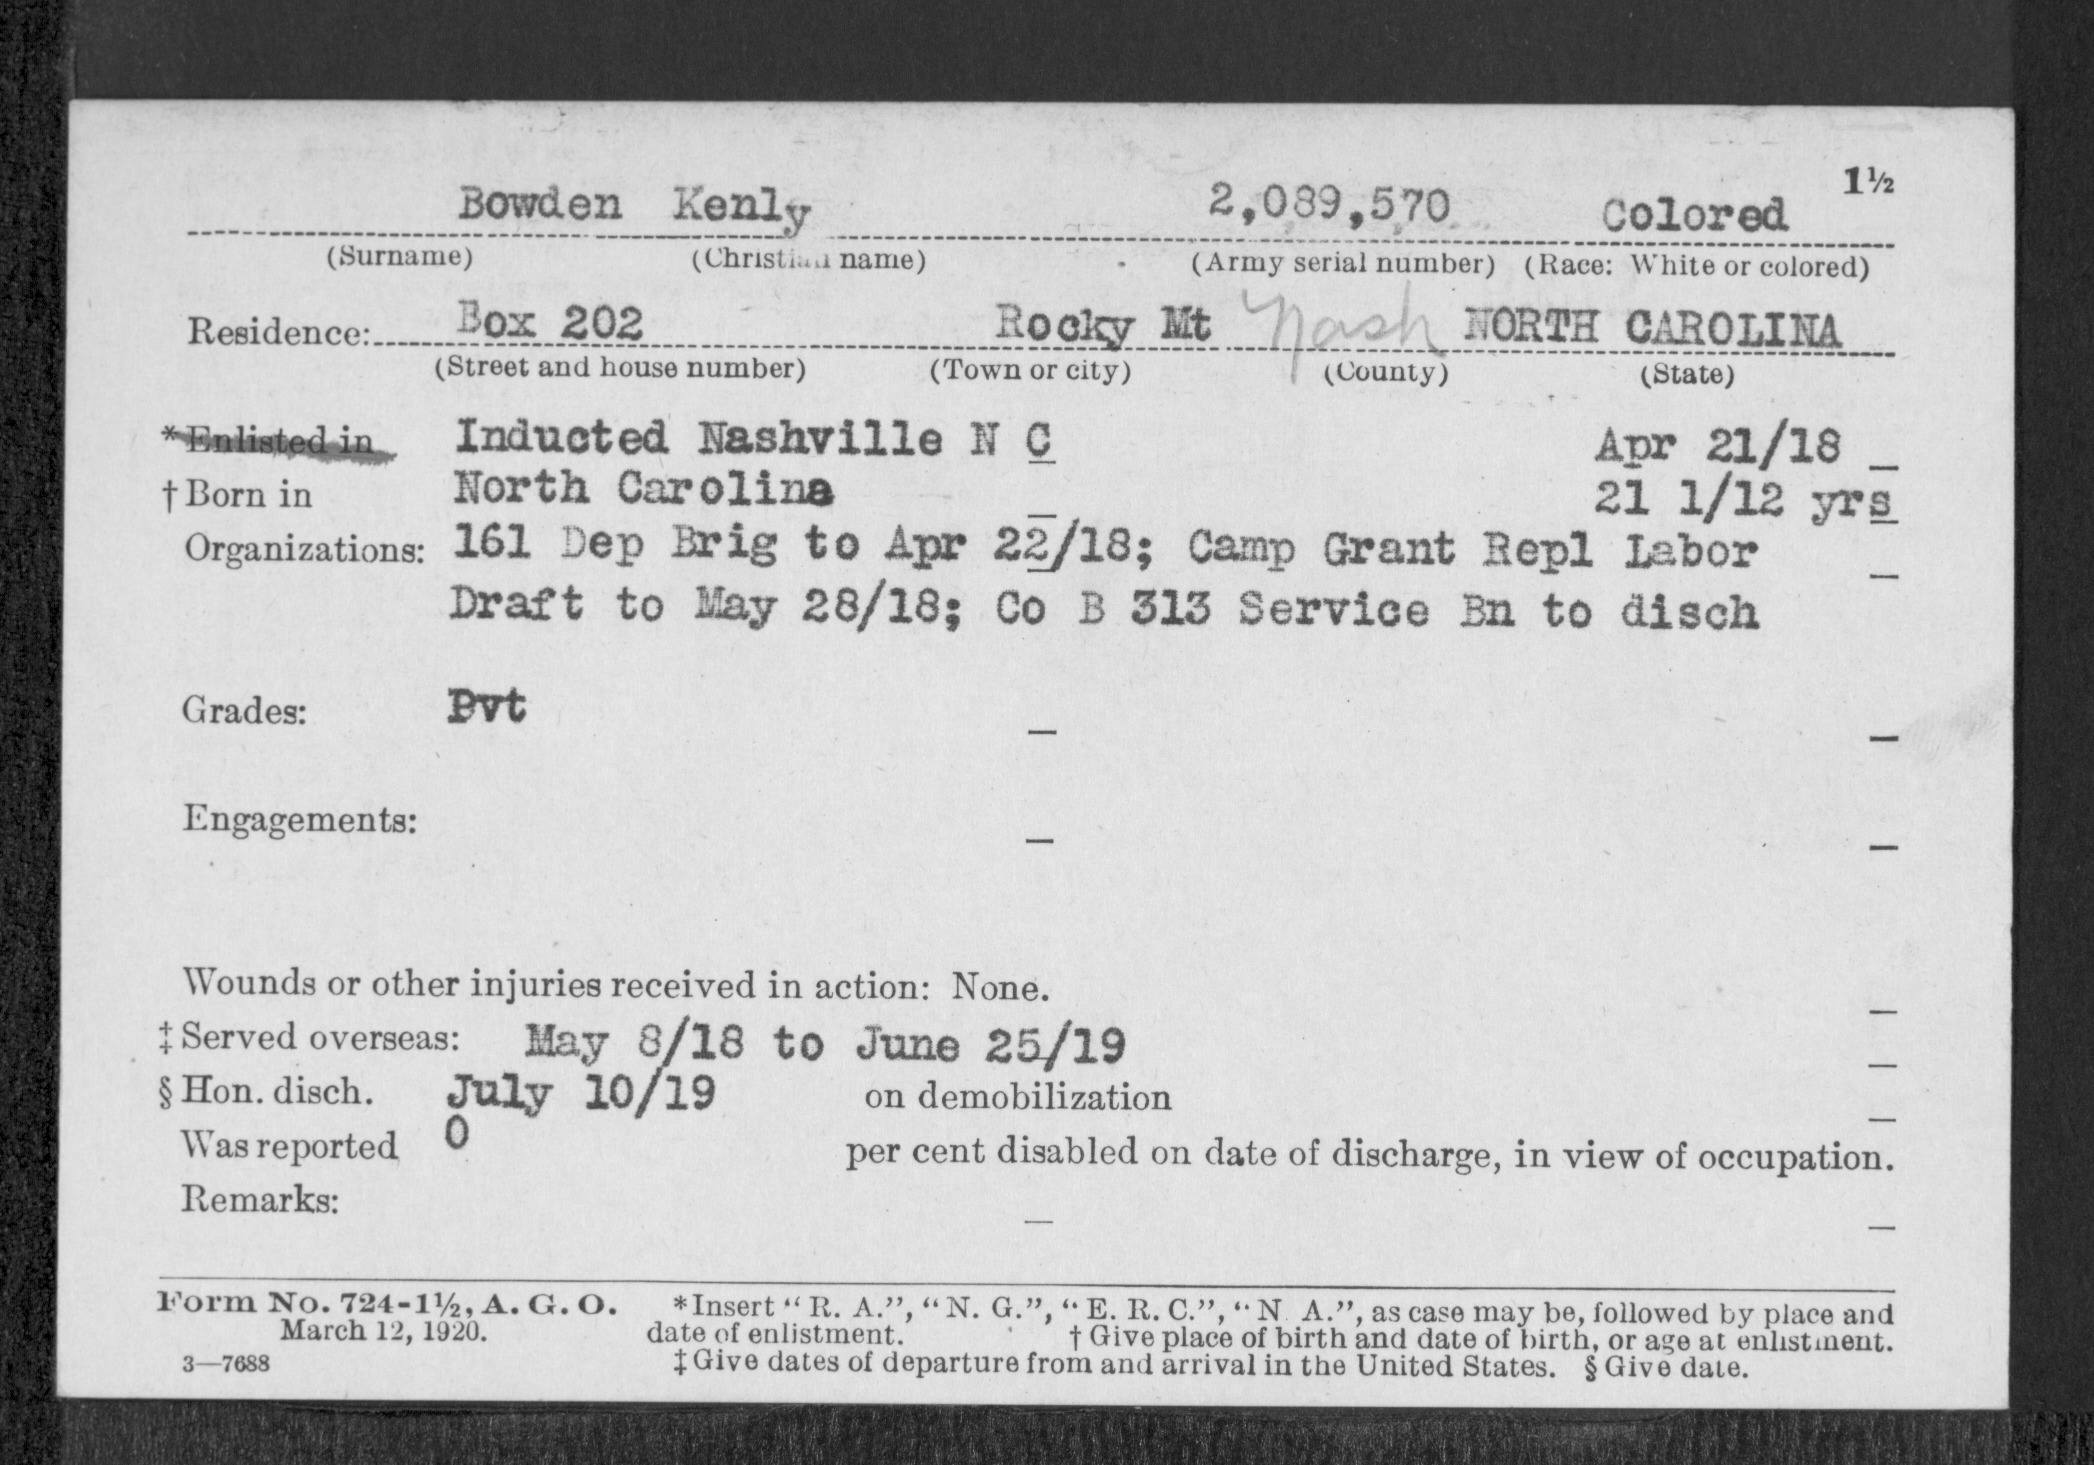 1½
Bowden Kenly 2,089,570 Colored
(Surname) (Christian name) (Army serial number) (Race: White or colored)
Residence: Box 202 Rocky Mt Nash NORTH CAROLINA
(Street and house number) (Town or city) (County) (State)
*Enlisted in Inducted Nashville N C Apr 21/18
†Born in North Carolina 21 1/12 yrs
Organizations: 161 Dep Brig to Apr 22/18; Camp Grant Repl Labor
Draft to May 28/18; Co B 313 Service Bn to disch
Grades: Pvt
Engagements:
Wounds or other injuries received in action: None.
‡Served overseas: May 8/18 to June 25/19
§Hon. disch. July 10/19 on demobilization
Was reported 0 per cent disabled on date of discharge, in view of occupation.
Remarks:
Form No. 724-1½, A. G. O. *Insert "R. A.", "N. G.", "E. R. C.", "N. A.", as case may be, followed by place and
March 12, 1920. date of enlistment. †Give place of birth and date of birth, or age at enlistment.
3—7688 ‡Give dates of departure from and arrival in the United States. §Give date.